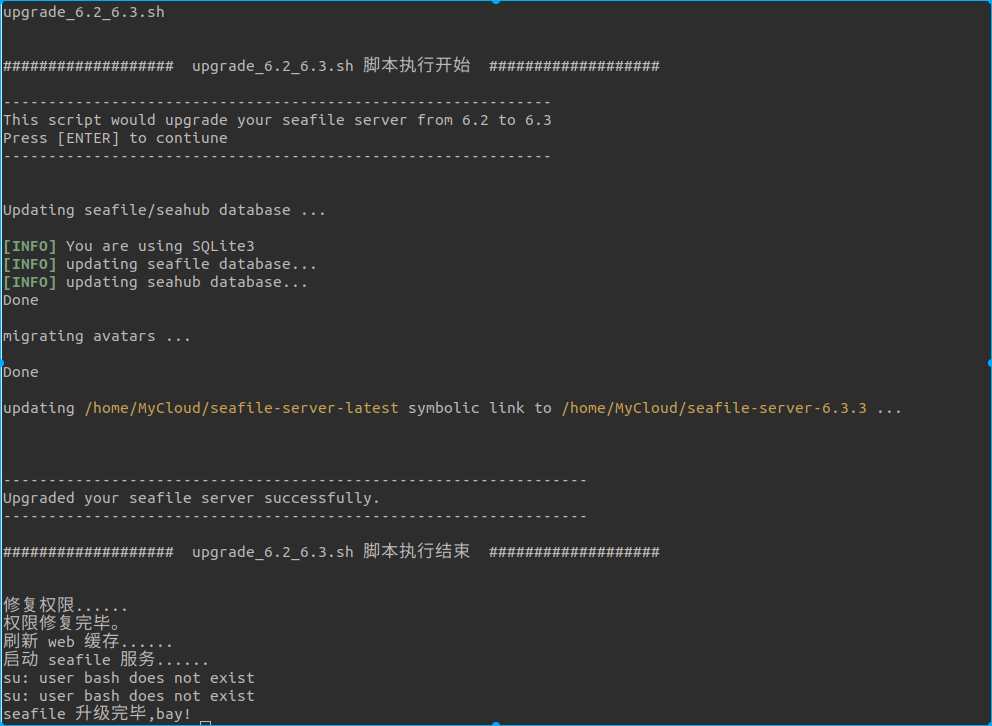 upgrade_6.2_6.3.sh
################### upgrade_6.2_6.3.sh 脚本执行开始 ###################
-------------------------------------------------------------
This script would upgrade your seafile server from 6.2 to 6.3
Press [ENTER] to contiune
-------------------------------------------------------------
Updating seafile/seahub database ...
[INFO] You are using SQLite3
[INFO] updating seafile database...
[INFO] updating seahub database...
Done
migrating avatars ...
Done
updating /home/MyCloud/seafile-server-latest symbolic link to /home/MyCloud/seafile-server-6.3.3 ...
-----------------------------------------------------------------
Upgraded your seafile server successfully.
-----------------------------------------------------------------
################### upgrade_6.2_6.3.sh 脚本执行结束 ###################
修复权限......
权限修复完毕。
刷新 web 缓存......
启动 seafile 服务......
su: user bash does not exist
su: user bash does not exist
seafile 升级完毕,bay!